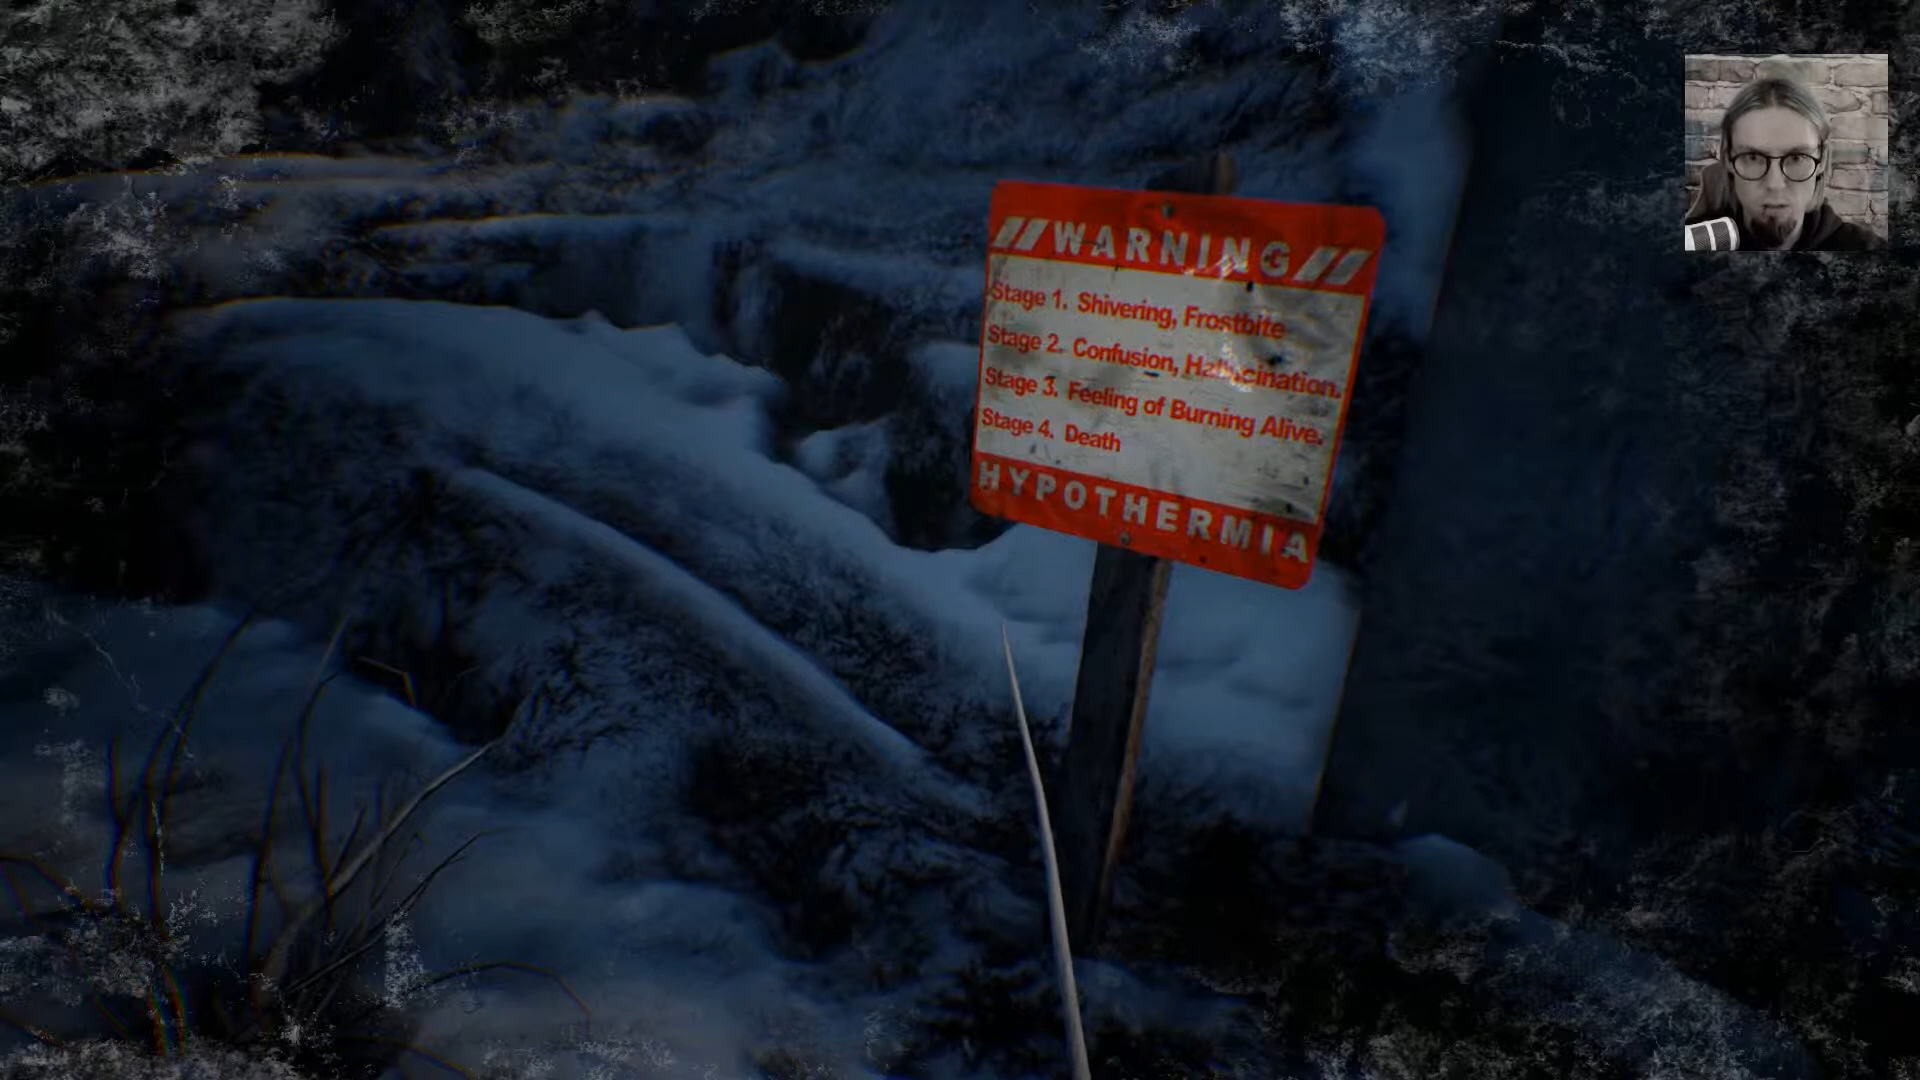 WARNING
Stage 1. Shivering, Frostbite
Stage 2. Confusion, Hallucination.
Stage 3. Feeling of Burning Alive.
Stage 4. Death
HYPOTHERMIA